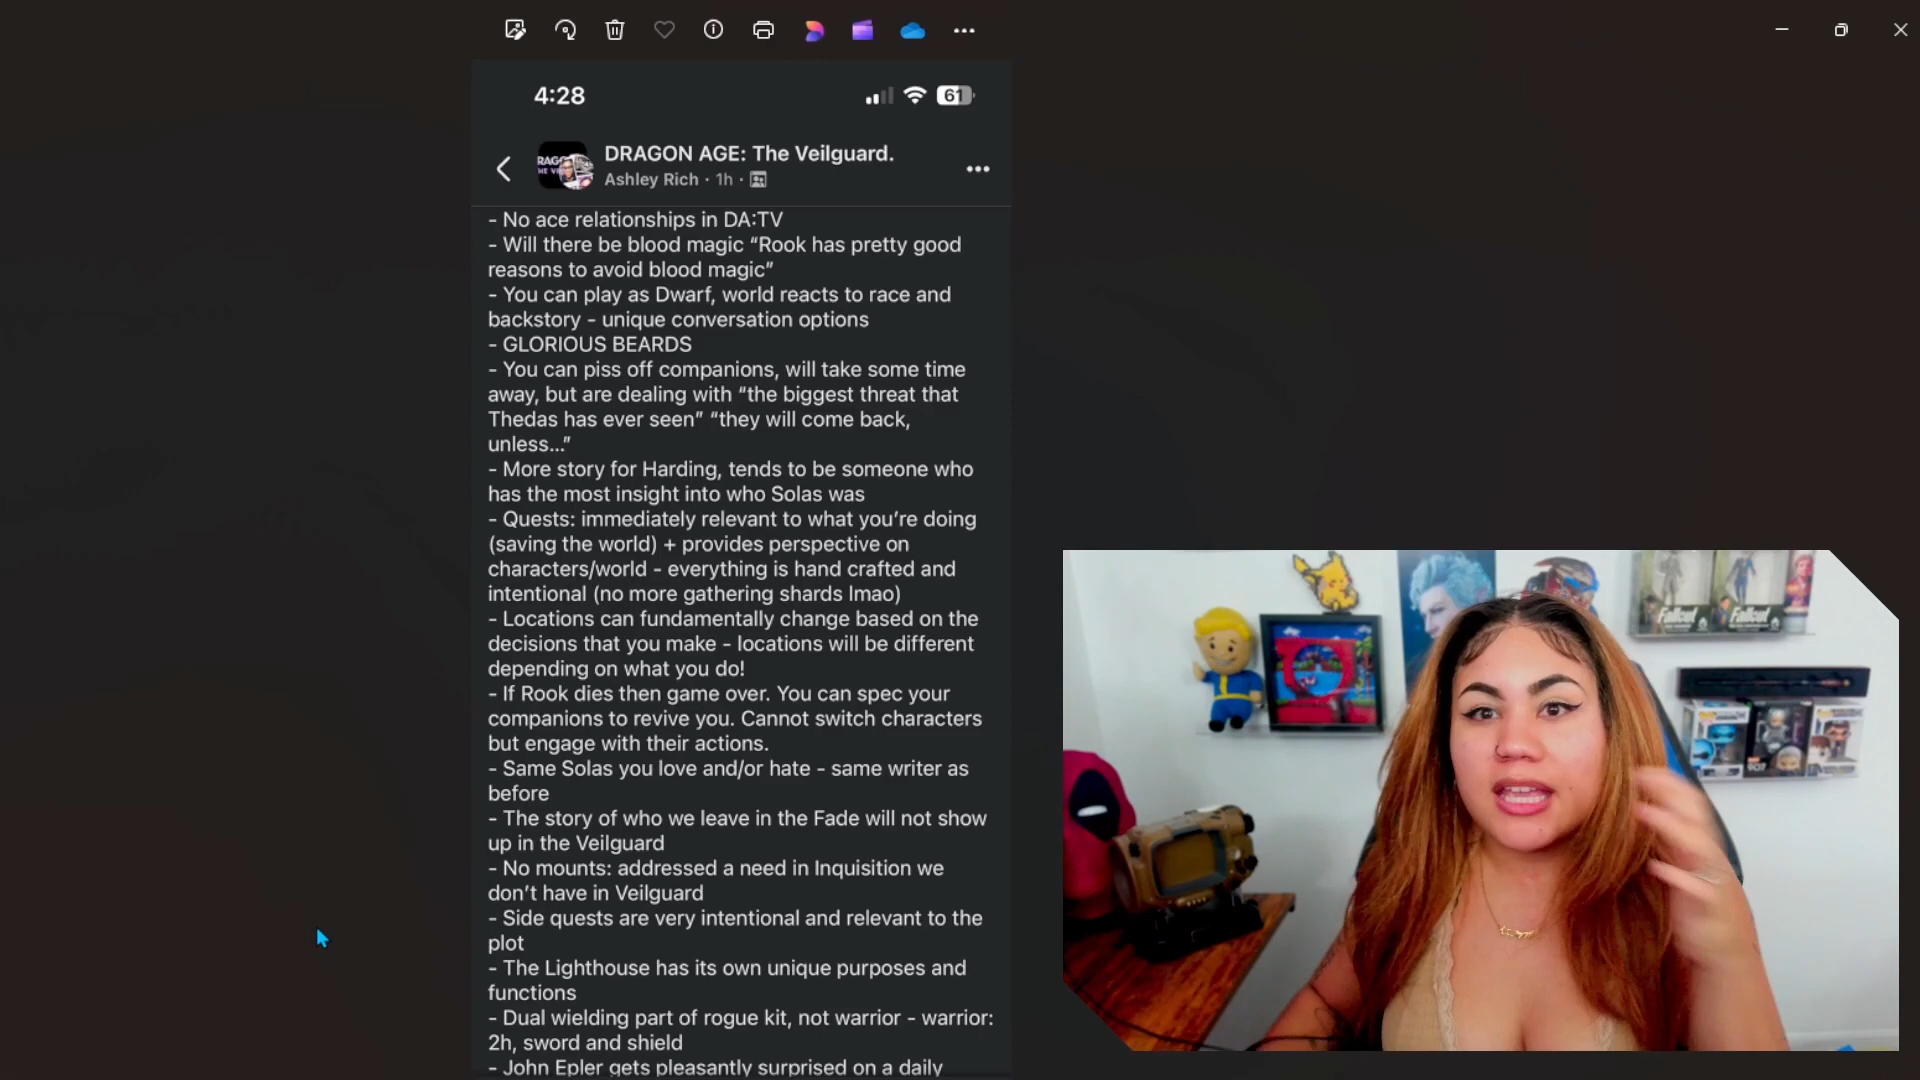 4:28
61
DRAGON AGE: The Veilguard.
Ashley Rich · 1h ·
- No ace relationships in DA:TV
- Will there be blood magic “Rook has pretty good
reasons to avoid blood magic”
- You can play as Dwarf, world reacts to race and
backstory - unique conversation options
- GLORIOUS BEARDS
- You can piss off companions, will take some time
away, but are dealing with “the biggest threat that
Thedas has ever seen” “they will come back,
unless...”
- More story for Harding, tends to be someone who
has the most insight into who Solas was
- Quests: immediately relevant to what you’re doing
(saving the world) + provides perspective on
characters/world - everything is hand crafted and
intentional (no more gathering shards lmao)
- Locations can fundamentally change based on the
decisions that you make - locations will be different
depending on what you do!
- If Rook dies then game over. You can spec your
companions to revive you. Cannot switch characters
but engage with their actions.
- Same Solas you love and/or hate - same writer as
before
- The story of who we leave in the Fade will not show
up in the Veilguard
- No mounts: addressed a need in Inquisition we
don’t have in Veilguard
- Side quests are very intentional and relevant to the
plot
- The Lighthouse has its own unique purposes and
functions
- Dual wielding part of rogue kit, not warrior - warrior:
2h, sword and shield
- John Epler gets pleasantly surprised on a daily
Fallout
Fallout
907